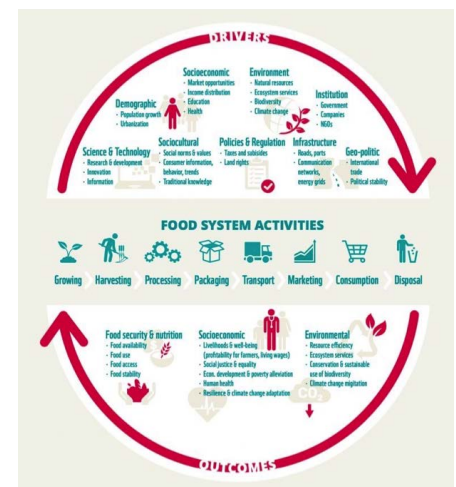 DRIVERS
Socioeconomic
• Market opportunities
• Income distribution
• Education
• Health
Environment
• Natural resources
• Ecosystem services
• Biodiversity
• Climate change
Demographic
• Population growth
• Urbanization
Institution
• Government
• Companies
• NGOs
Science & Technology
• Research & development
• Innovation
• Information
Sociocultural
• Social norms & values
• Consumer information,
behavior, trends
• Traditional knowledge
Policies & Regulation
• Taxes and subsidies
• Land rights
Infrastructure
• Roads, ports
• Communication
networks,
energy grids
Geo-politic
• International
trade
• Political stability
FOOD SYSTEM ACTIVITIES
Growing Harvesting Processing Packaging Transport Marketing Consumption Disposal
Food security & nutrition
• Food availability
• Food use
• Food access
• Food stability
Socioeconomic
• Livelihoods & well-being
(profitability for farmers, living wages)
• Social justice & equality
• Econ. development & poverty alleviation
• Human health
• Resilience & climate change adaptation
Environmental
• Resource efficiency
• Ecosystem services
• Conservation & sustainable
use of biodiversity
• Climate change migitation
CO₂
OUTCOMES